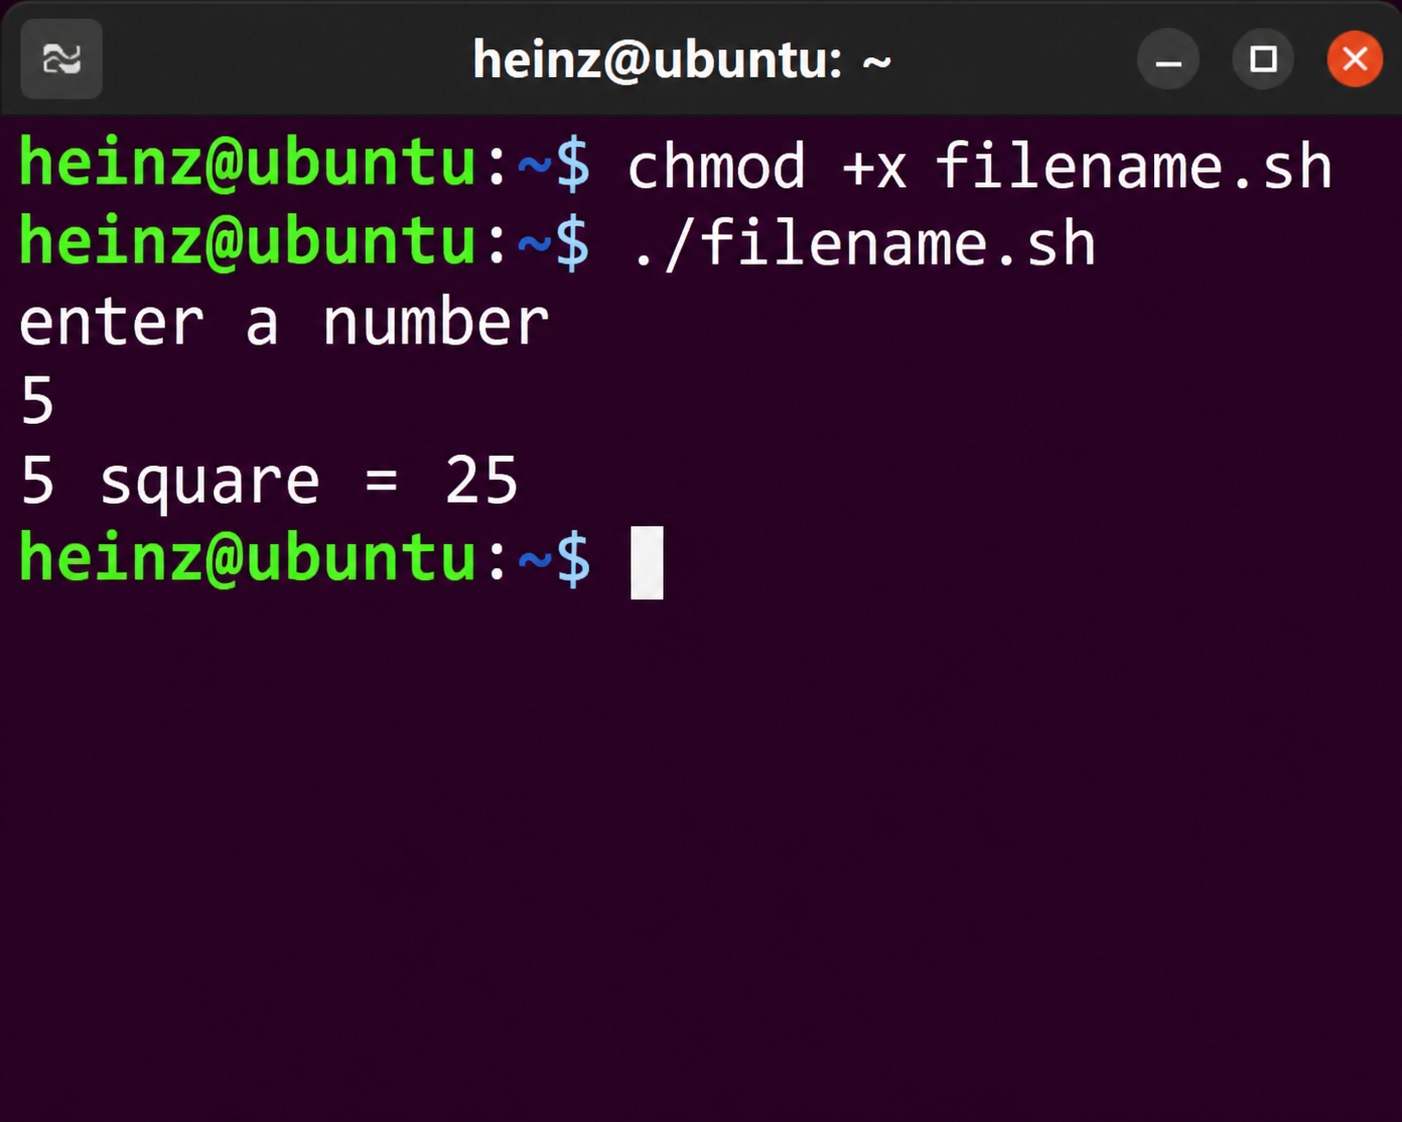 heinz@ubuntu: ~
heinz@ubuntu:~$ chmod +x filename.sh
heinz@ubuntu:~$ ./filename.sh
enter a number
5
5 square = 25
heinz@ubuntu:~$